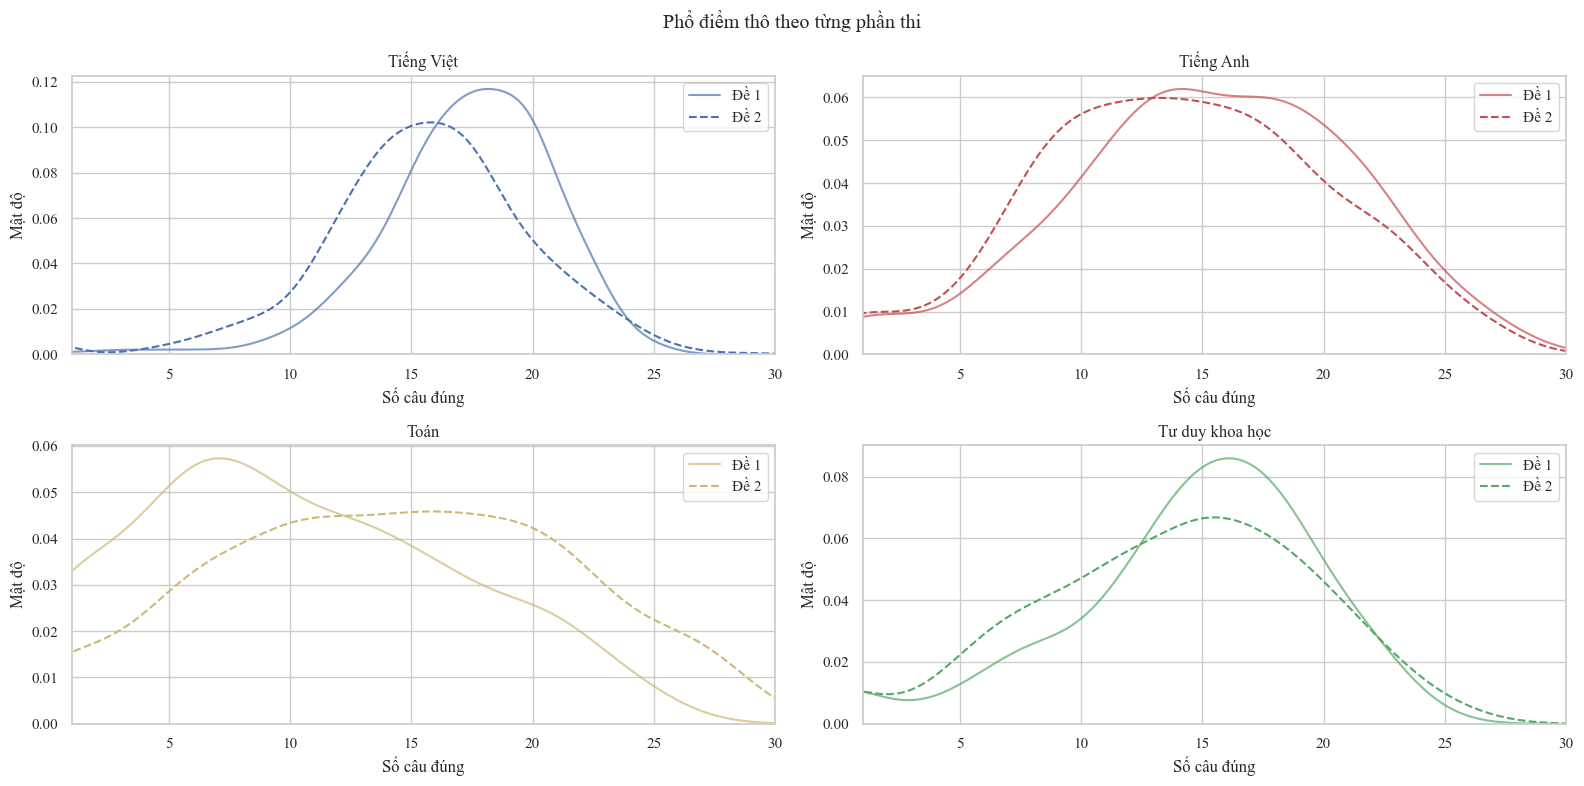 Phổ điểm thô theo từng phần thi
Tiếng Việt
Mật độ
0.12
0.10
0.08
0.06
0.04
0.02
0.00
Đề 1
Đề 2
5 10 15 20 25 30
Số câu đúng
Tiếng Anh
Mật độ
0.06
0.05
0.04
0.03
0.02
0.01
0.00
Đề 1
Đề 2
5 10 15 20 25 30
Số câu đúng
Toán
Mật độ
0.06
0.05
0.04
0.03
0.02
0.01
0.00
Đề 1
Đề 2
5 10 15 20 25 30
Số câu đúng
Tư duy khoa học
Mật độ
0.08
0.06
0.04
0.02
0.00
Đề 1
Đề 2
5 10 15 20 25 30
Số câu đúng